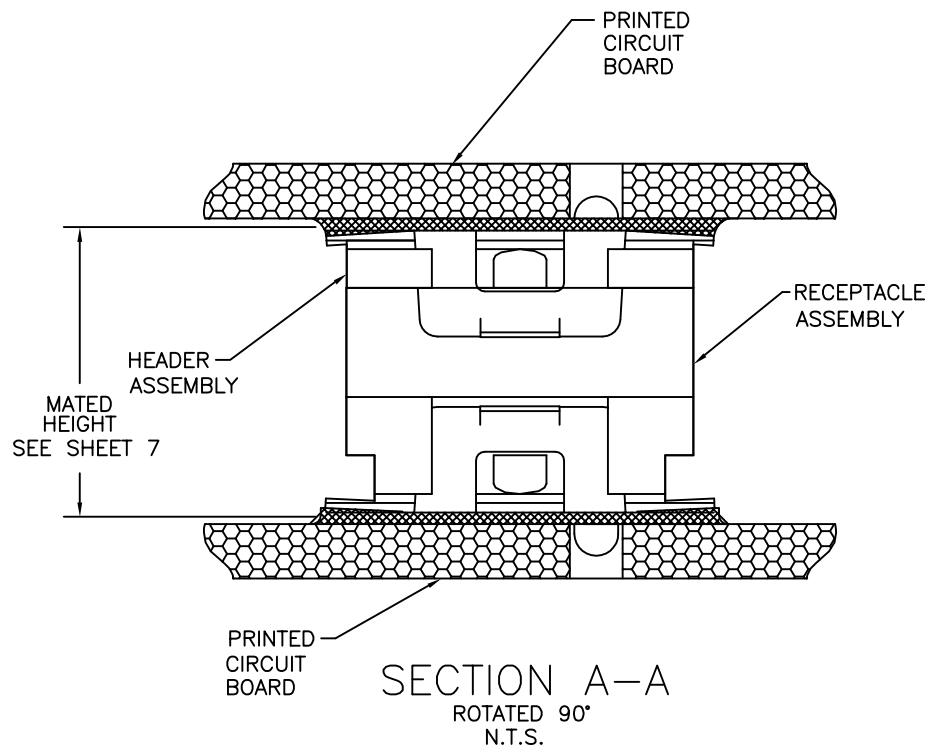 PRINTED
CIRCUIT
BOARD
RECEPTACLE
ASSEMBLY
HEADER
ASSEMBLY
MATED
HEIGHT
SEE SHEET 7
PRINTED
CIRCUIT
BOARD
SECTION A-A
ROTATED 90°
N.T.S.